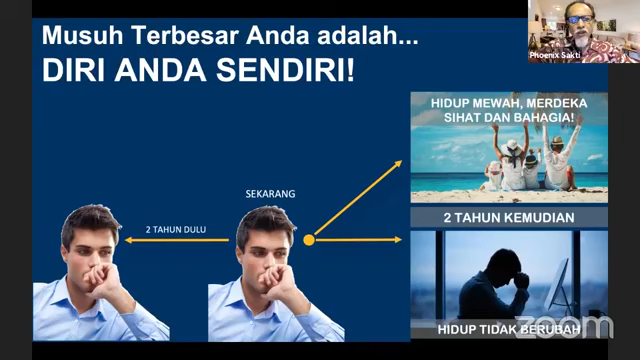 Musuh Terbesar Anda adalah...
DIRI ANDA SENDIRI!
Phoenix Sakti
HIDUP MEWAH, MERDEKA
SIHAT DAN BAHAGIA!
SEKARANG
2 TAHUN DULU
2 TAHUN KEMUDIAN
HIDUP TIDAK BERUBAH
zoom